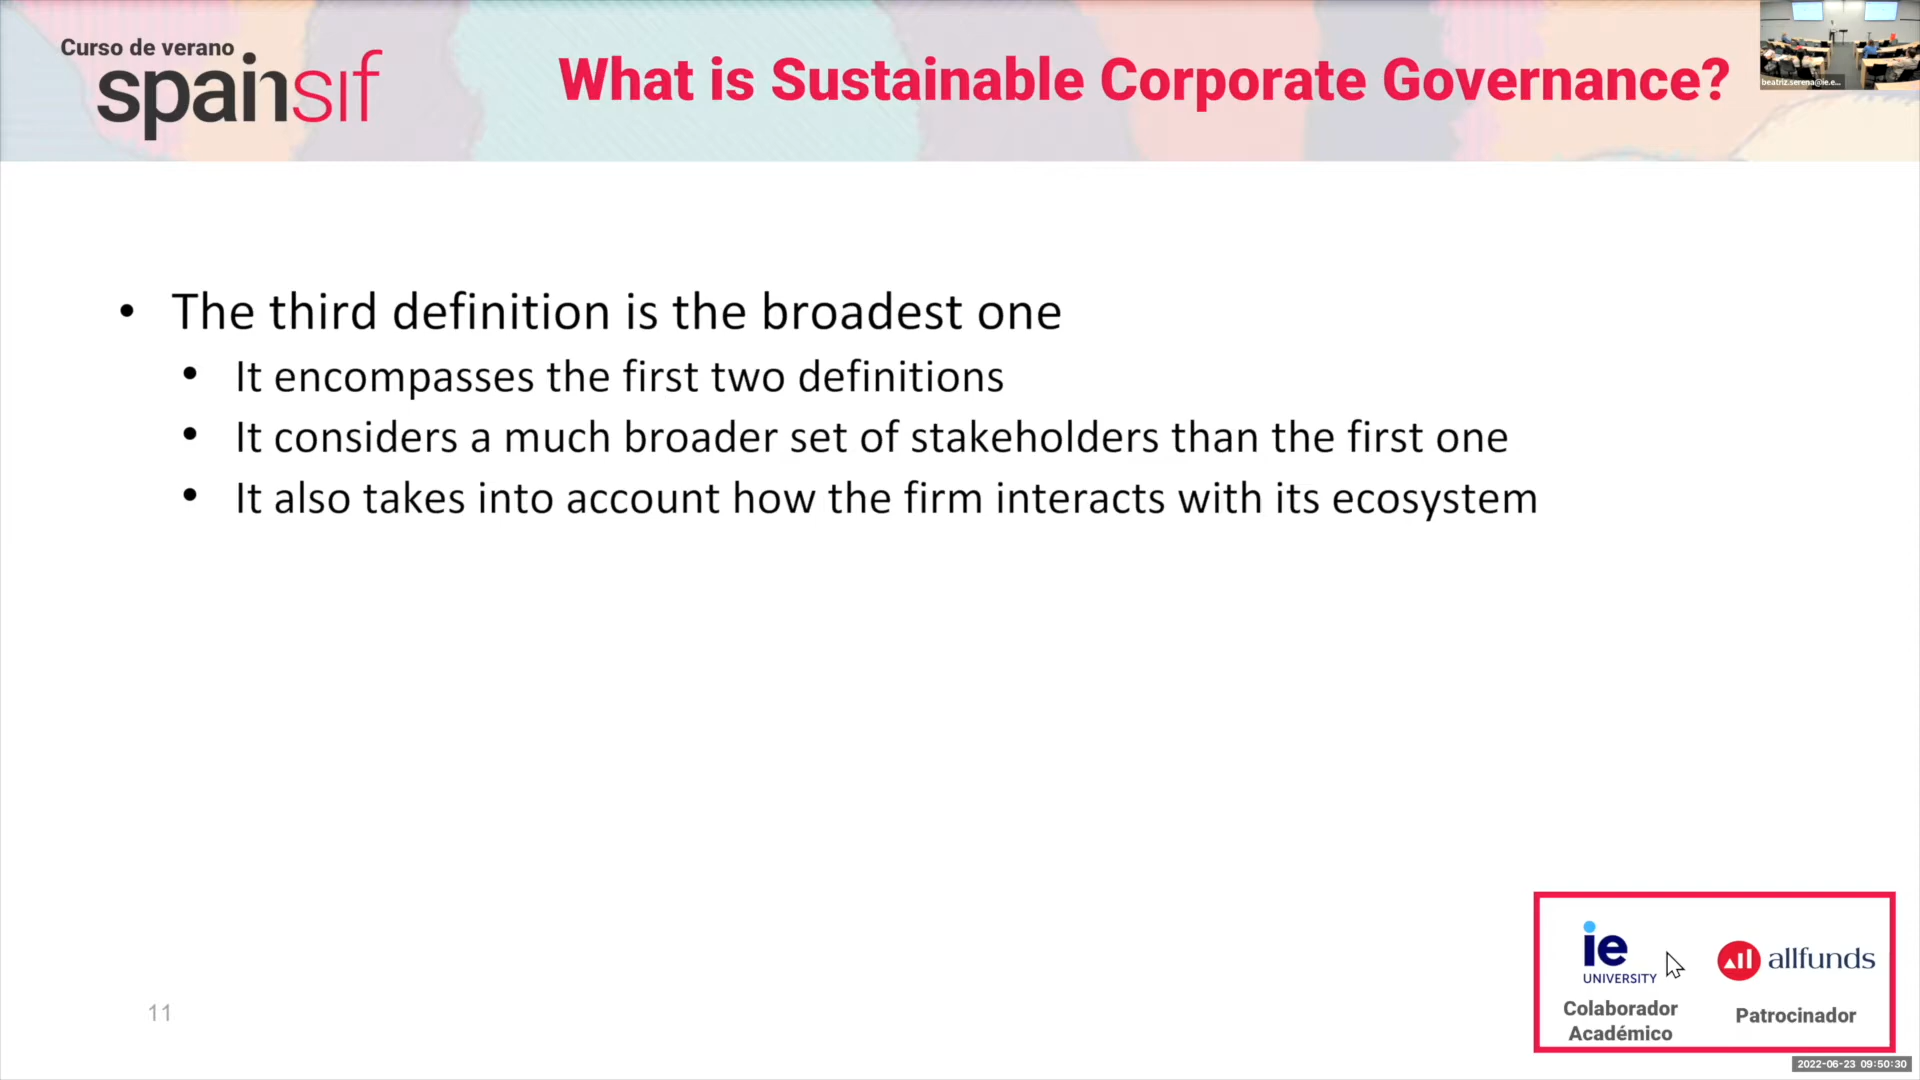 Curso de verano
spainsif
What is Sustainable Corporate Governance?
beatriz.serena@ie.e...
• The third definition is the broadest one
• It encompasses the first two definitions
• It considers a much broader set of stakeholders than the first one
• It also takes into account how the firm interacts with its ecosystem
ie
UNIVERSITY
Colaborador
Académico
allfunds
Patrocinador
11
2022-06-23 09:50:30